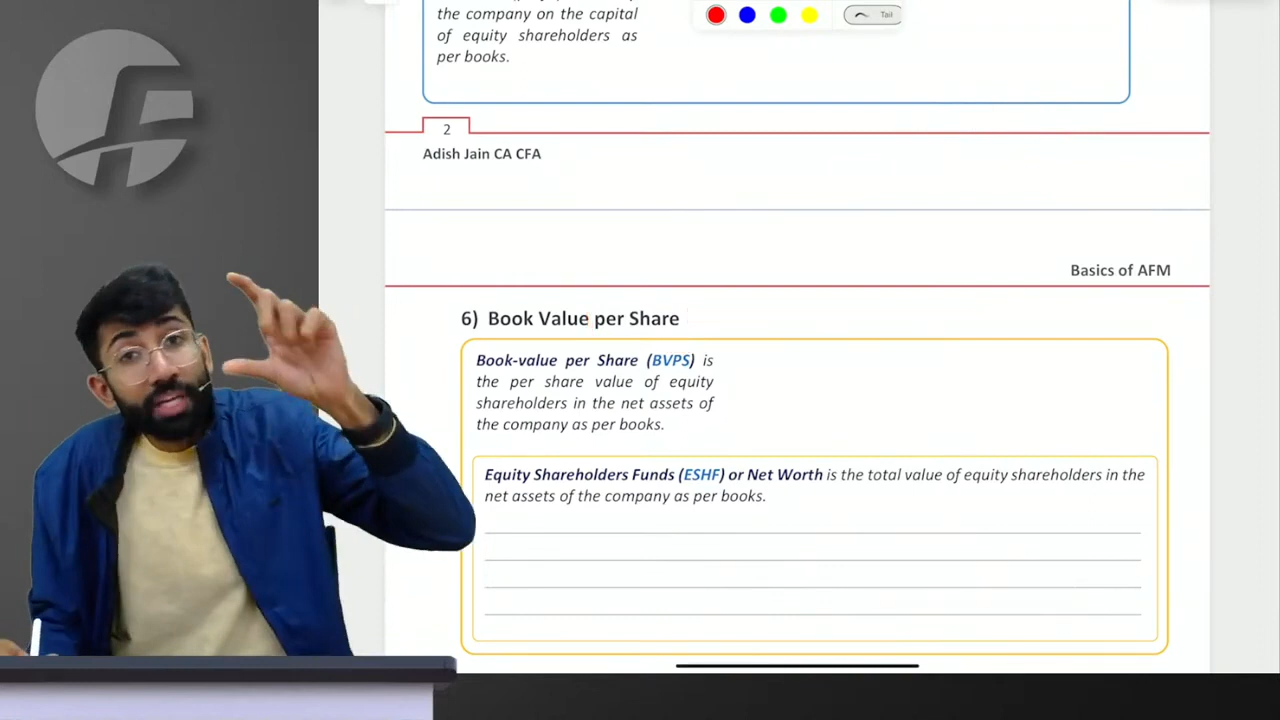 the company on the capital
of equity shareholders as
per books.
Tail
2
Adish Jain CA CFA
Basics of AFM
6) Book Value per Share
Book-value per Share (BVPS) is
the per share value of equity
shareholders in the net assets of
the company as per books.
Equity Shareholders Funds (ESHF) or Net Worth is the total value of equity shareholders in the
net assets of the company as per books.